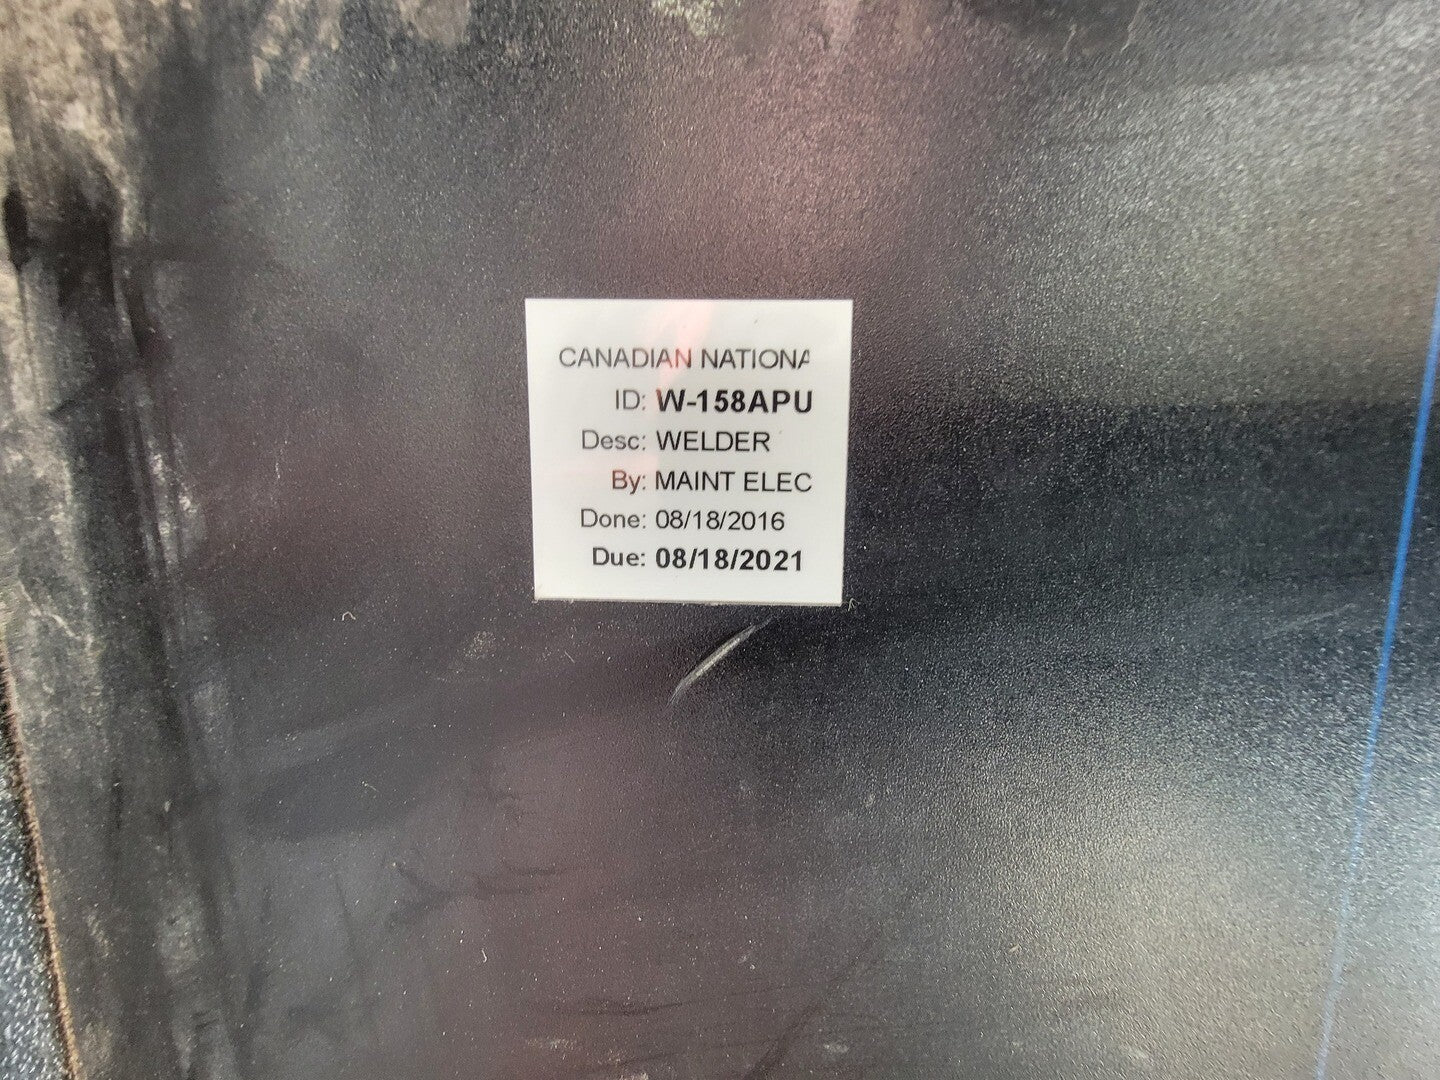 CANADIAN NATIONA
ID: W-158APU
Desc: WELDER
By: MAINT ELEC
Done: 08/18/2016
Due: 08/18/2021